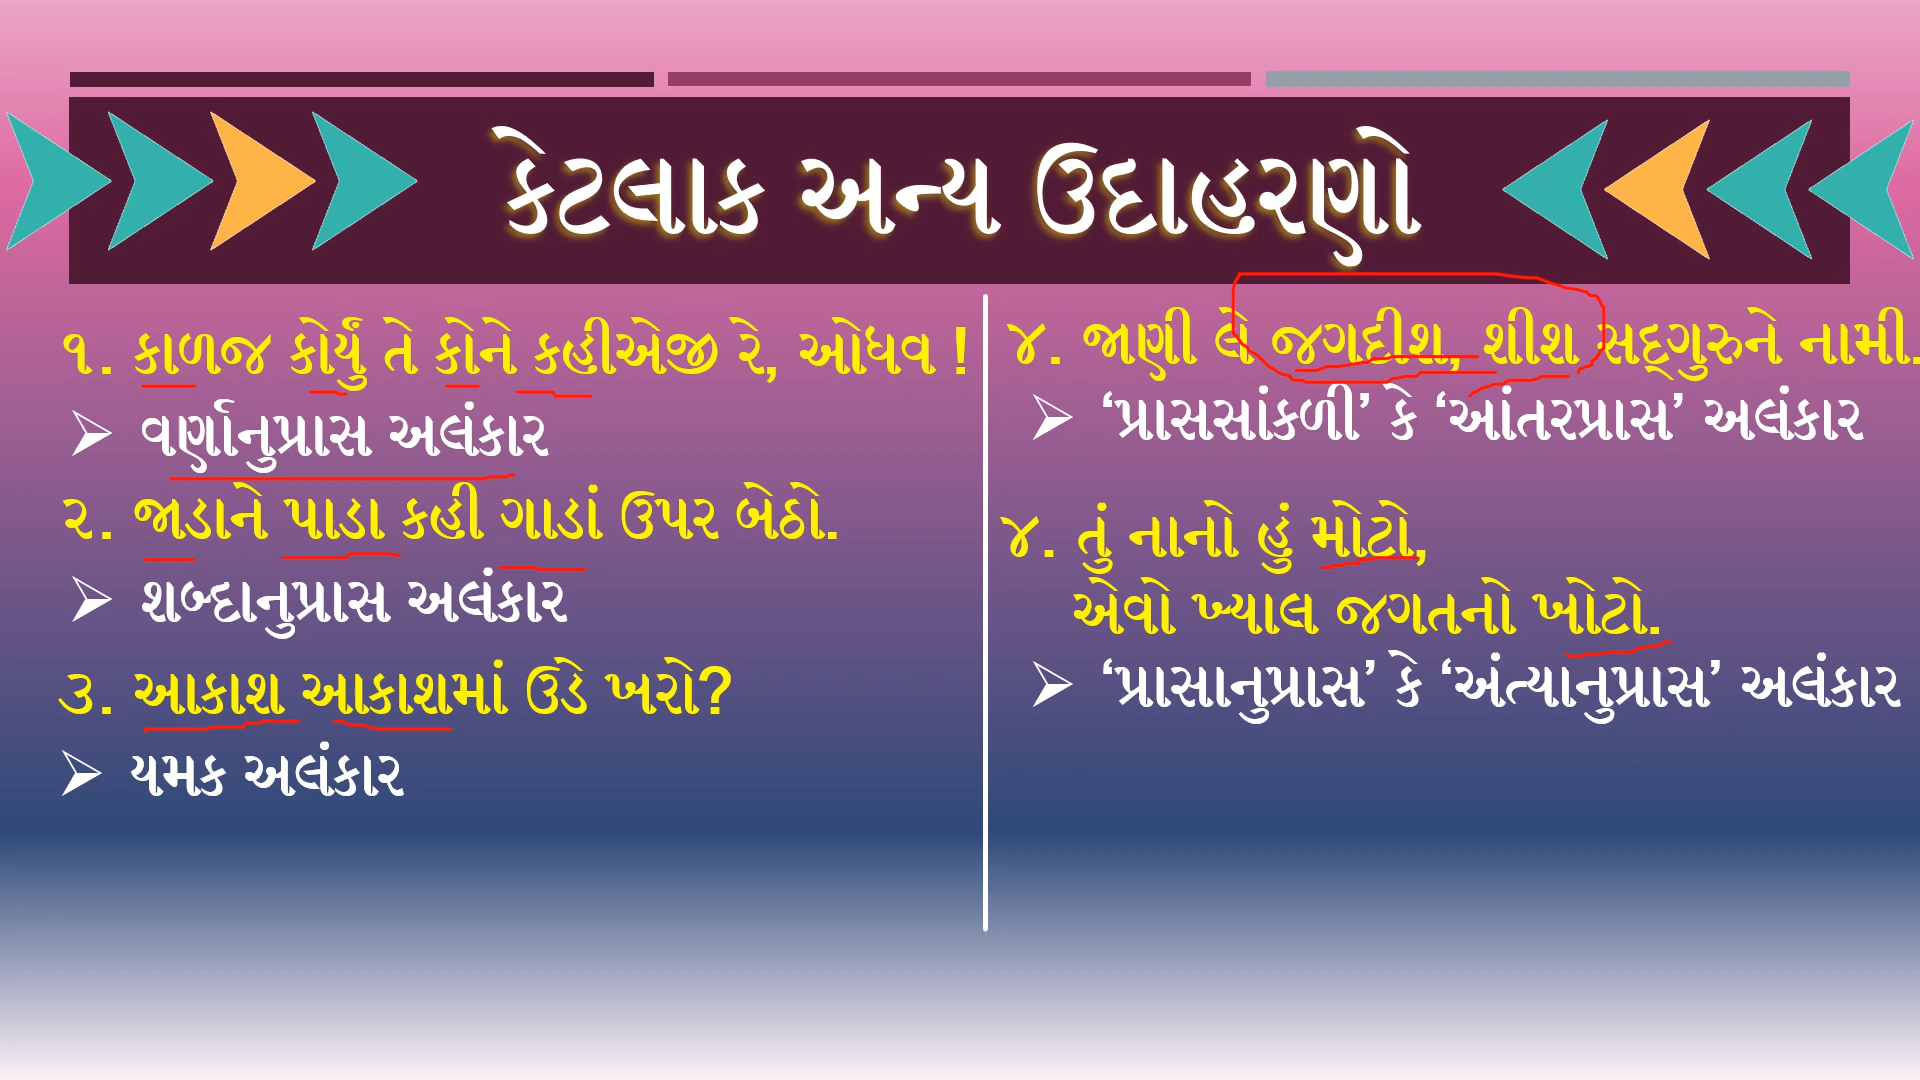 કેટલાક અન્ય ઉદાહરણો
૧. કાળજ કોર્યું તે કોને કહીએજી રે, ઓધવ !
વર્ણાનુપ્રાસ અલંકાર
૨. જાડાને પાડા કહી ગાડાં ઉપર બેઠો.
શબ્દાનુપ્રાસ અલંકાર
૩. આકાશ આકાશમાં ઉડે ખરો?
યમક અલંકાર
૪. જાણી લે જગદીશ, શીશ સદ્‌ગુરુને નામી.
‘પ્રાસસાંકળી’ કે ‘આંતરપ્રાસ’ અલંકાર
૪. તું નાનો હું મોટો,
એવો ખ્યાલ જગતનો ખોટો.
‘પ્રાસાનુપ્રાસ’ કે ‘અંત્યાનુપ્રાસ’ અલંકાર